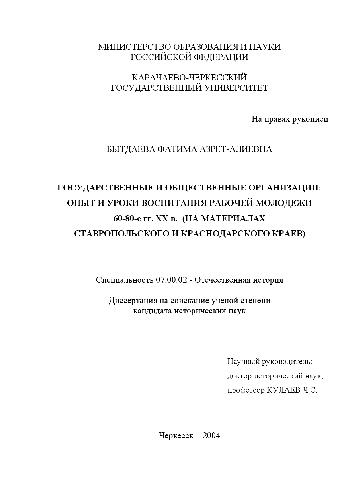 МИНИСТЕРСТВО ОБРАЗОВАНИЯ И НАУКИ
РОССИЙСКОЙ ФЕДЕРАЦИИ
КАРАЧАЕВО-ЧЕРКЕССКИЙ
ГОСУДАРСТВЕННЫЙ УНИВЕРСИТЕТ
На правах рукописи
БЫТДАЕВА ФАТИМА АЗРЕТ-АЛИЕВНА
ГОСУДАРСТВЕННЫЕ И ОБЩЕСТВЕННЫЕ ОРГАНИЗАЦИИ:
ОПЫТ И УРОКИ ВОСПИТАНИЯ РАБОЧЕЙ МОЛОДЕЖИ
60-80-е гг. XX в. (НА МАТЕРИАЛАХ
СТАВРОПОЛЬСКОГО И КРАСНОДАРСКОГО КРАЕВ)
Специальность 07.00.02 - Отечественная история
Диссертация на соискание ученой степени
кандидата исторических наук
Научный руководитель:
доктор исторических наук,
профессор КУЛАЕВ Ч.С.
Черкесск - 2004